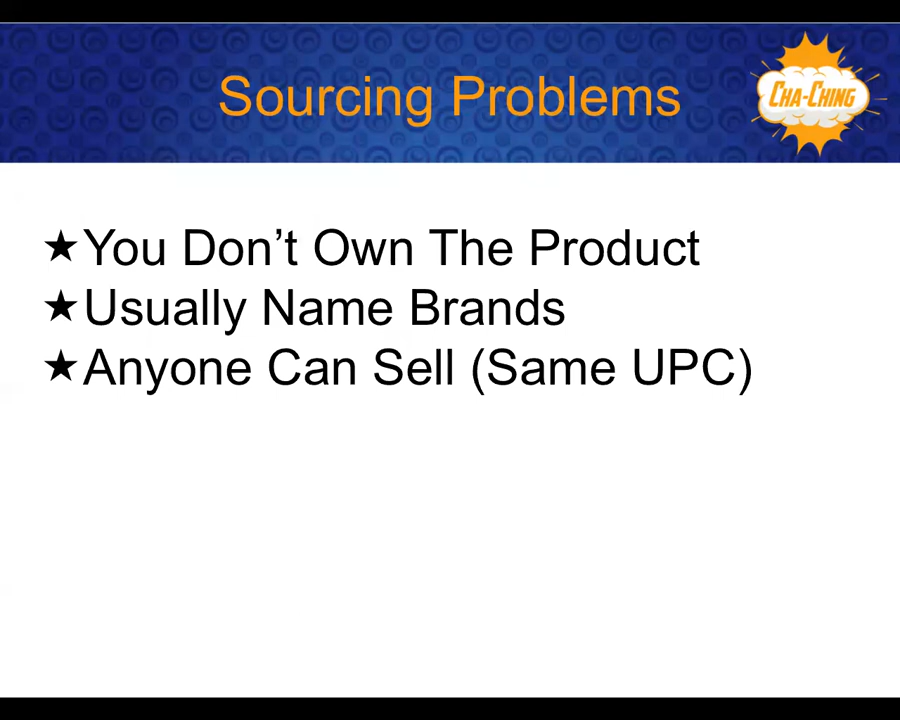 Sourcing Problems
CHA-CHING
★You Don’t Own The Product
★Usually Name Brands
★Anyone Can Sell (Same UPC)